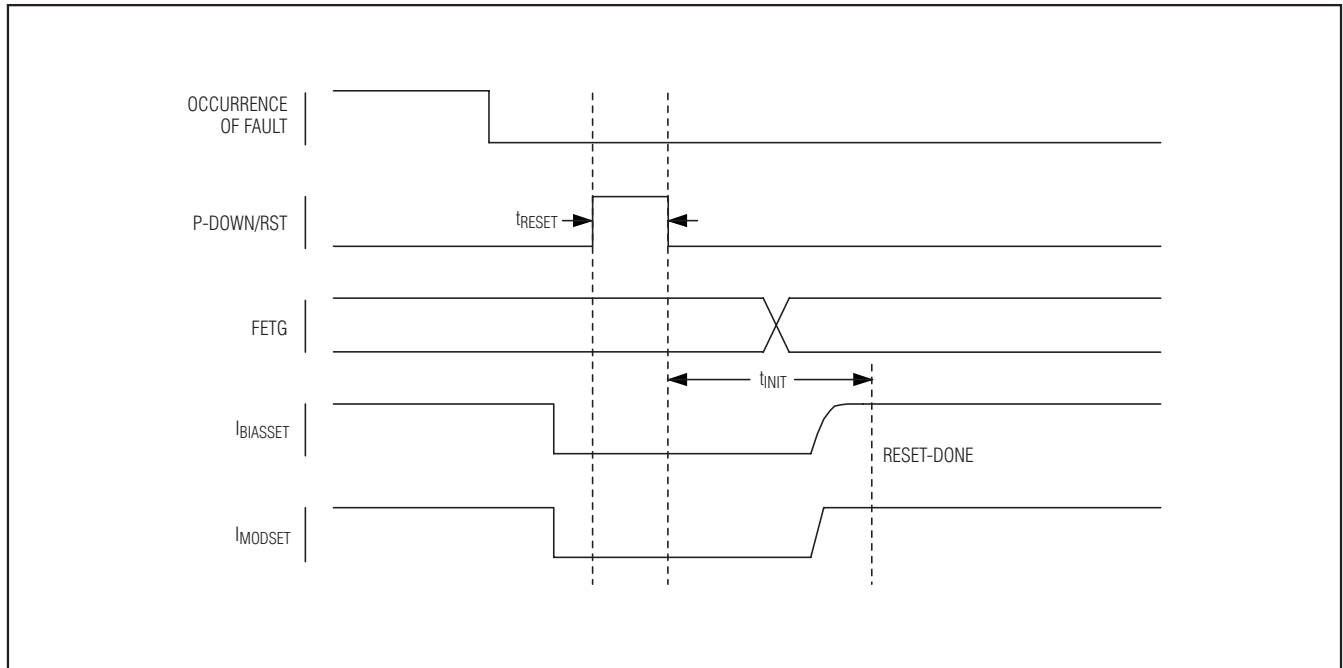 OCCURRENCE
OF FAULT
P-DOWN/RST
tRESET
FETG
tINIT
IBIASSET
RESET-DONE
IMODSET